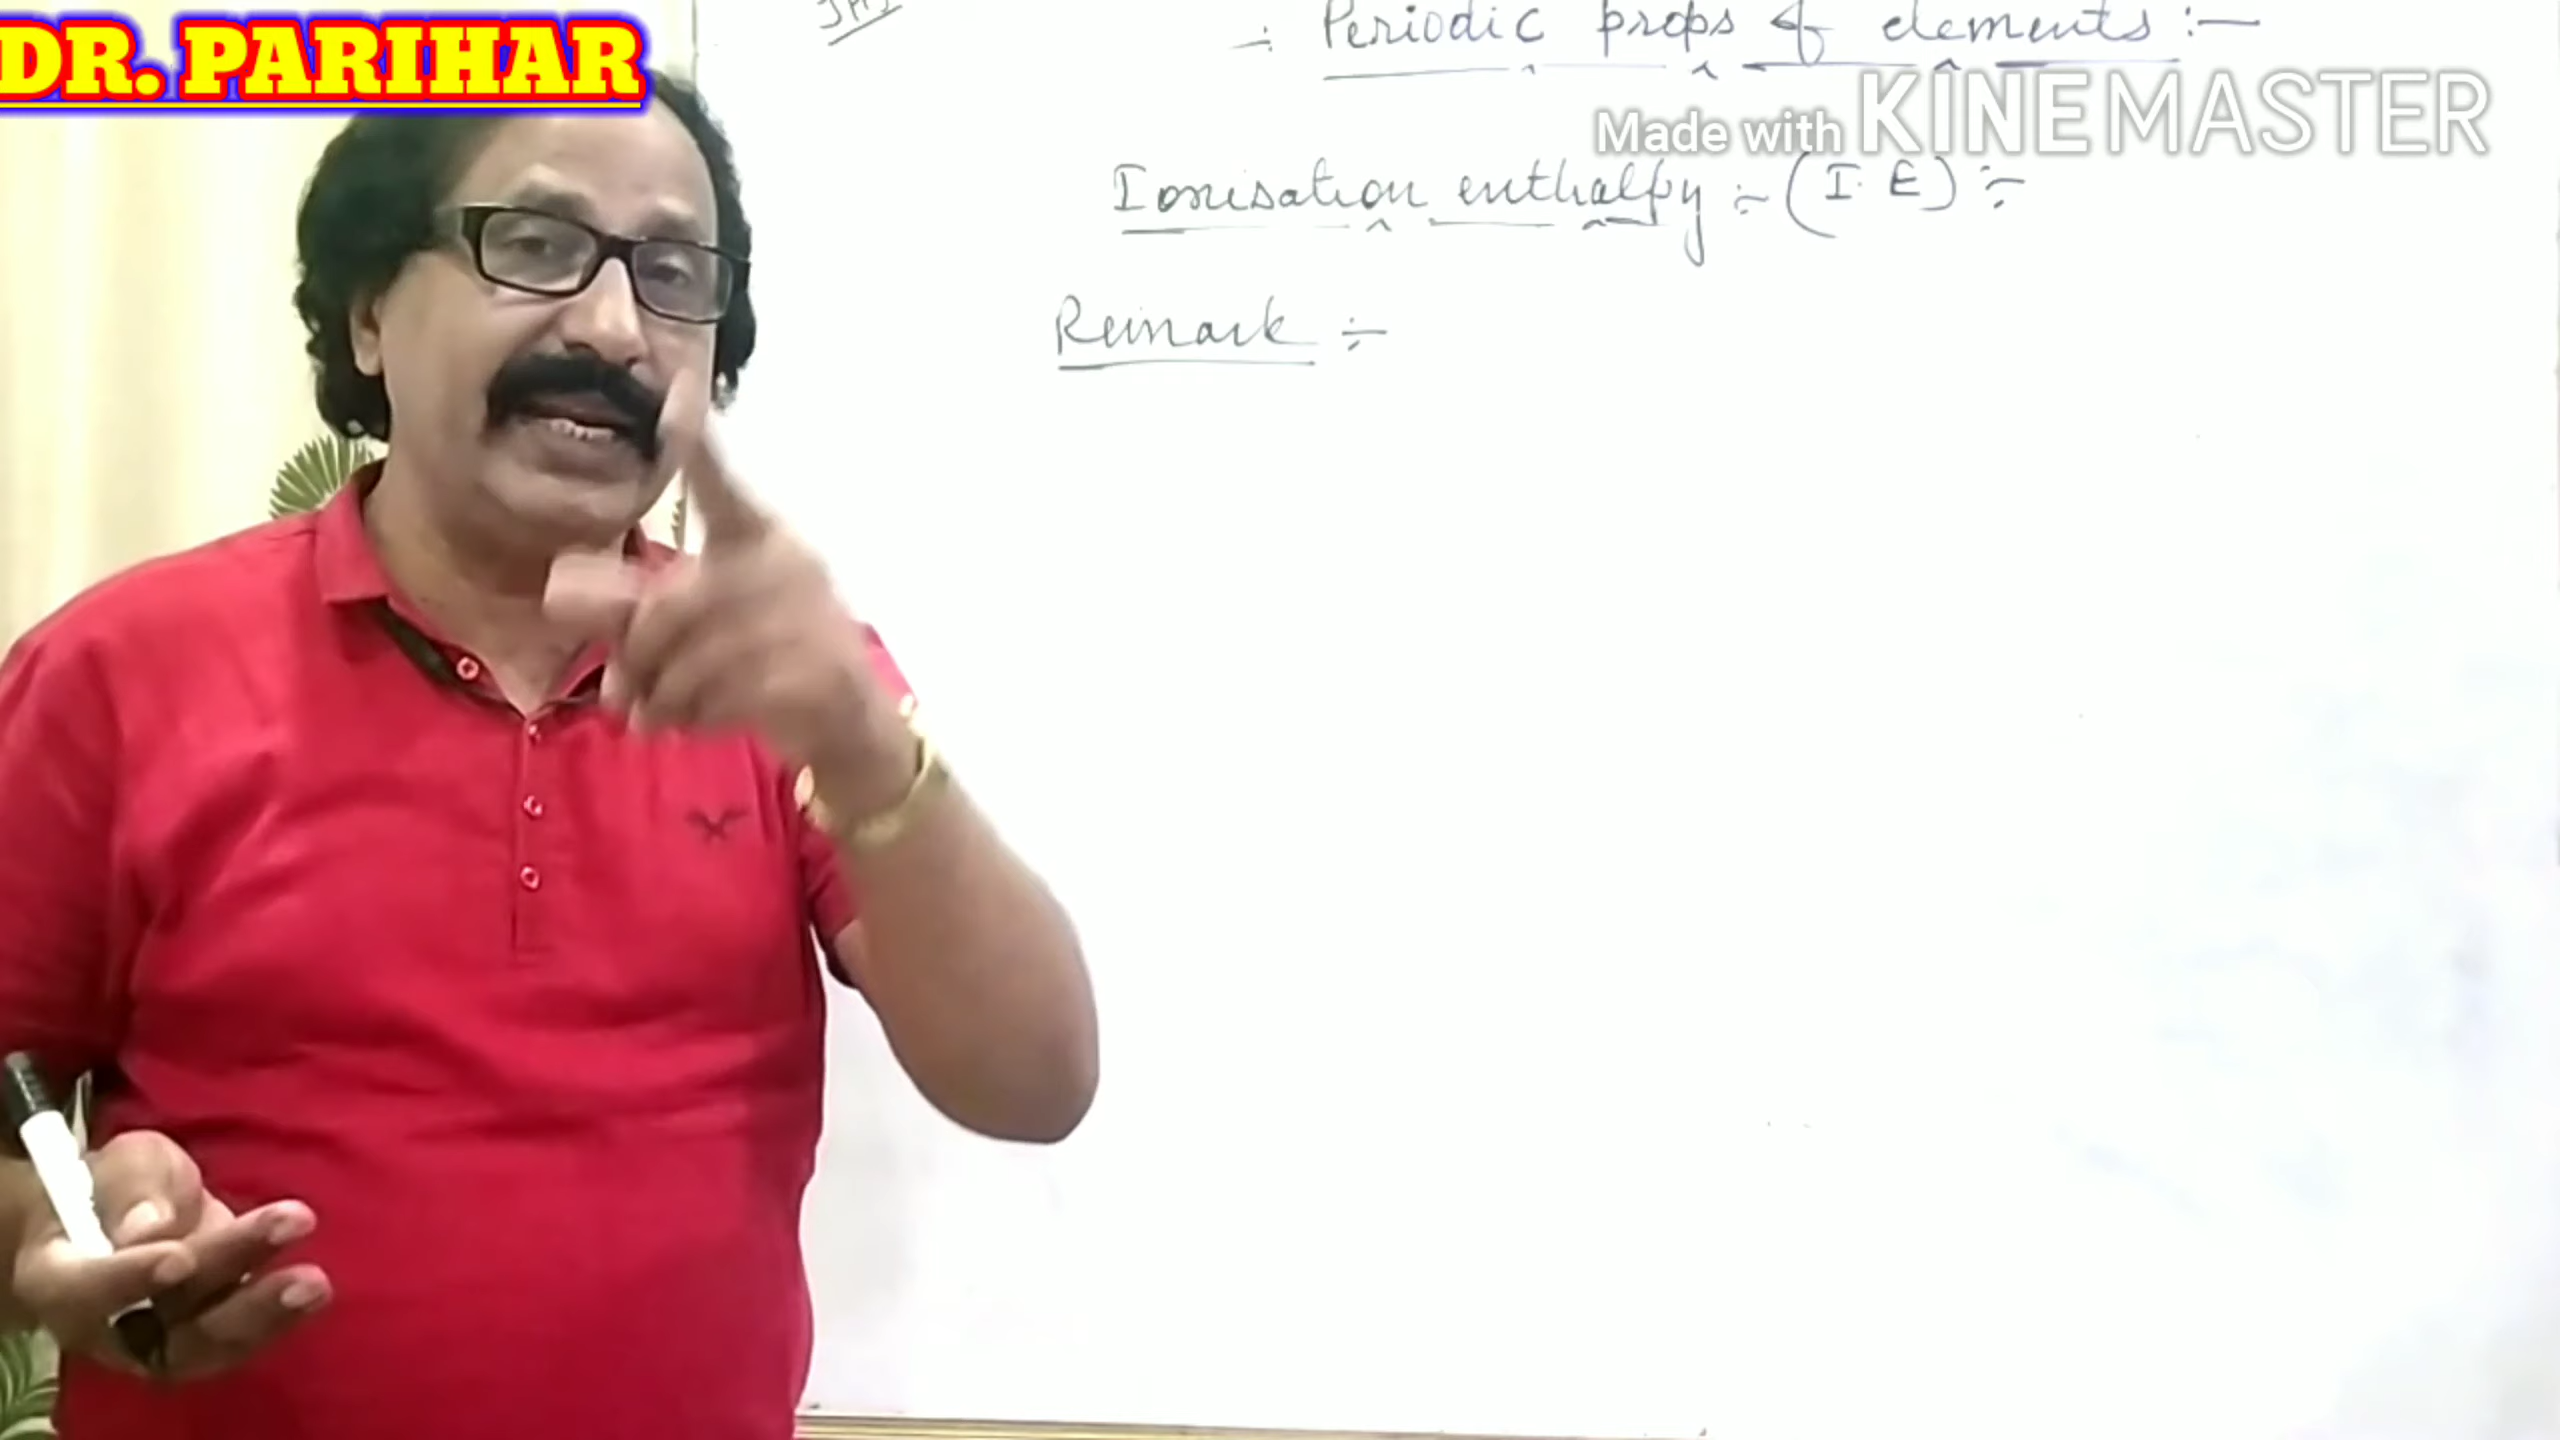 DR. PARIHAR
:- Periodic props of elements :-
Made with KINEMASTER
Ionisation enthalpy :- (I.E) :-
Remark :-